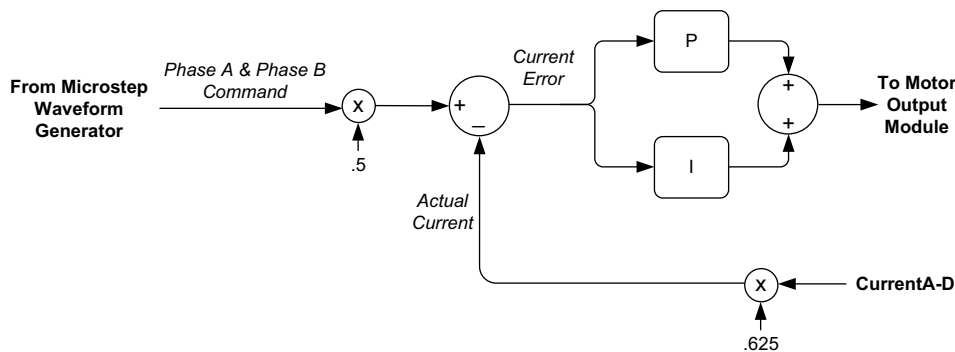 From Microstep
Waveform
Generator
Phase A & Phase B
Command
x
.5
+
–
Current
Error
P
I
+
+
To Motor
Output
Module
Actual
Current
x
CurrentA-D
.625